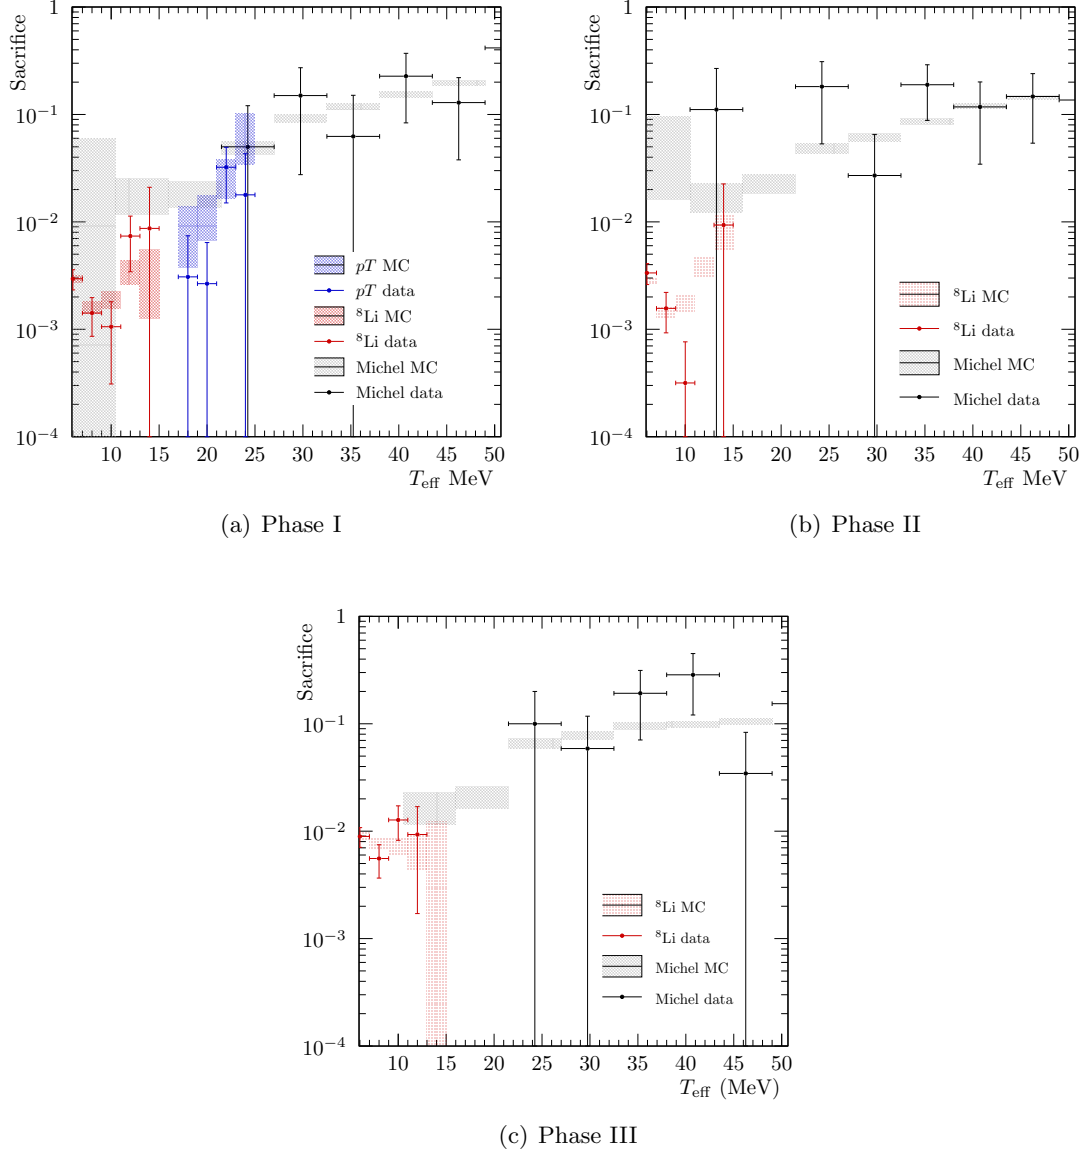 Sacrifice
1
10⁻¹
10⁻²
10⁻³
10⁻⁴
10 15 20 25 30 35 40 45 50
T_eff MeV
pT MC
pT data
⁸Li MC
⁸Li data
Michel MC
Michel data
(a) Phase I
Sacrifice
1
10⁻¹
10⁻²
10⁻³
10⁻⁴
10 15 20 25 30 35 40 45 50
T_eff MeV
⁸Li MC
⁸Li data
Michel MC
Michel data
(b) Phase II
Sacrifice
1
10⁻¹
10⁻²
10⁻³
10⁻⁴
10 15 20 25 30 35 40 45 50
T_eff (MeV)
⁸Li MC
⁸Li data
Michel MC
Michel data
(c) Phase III